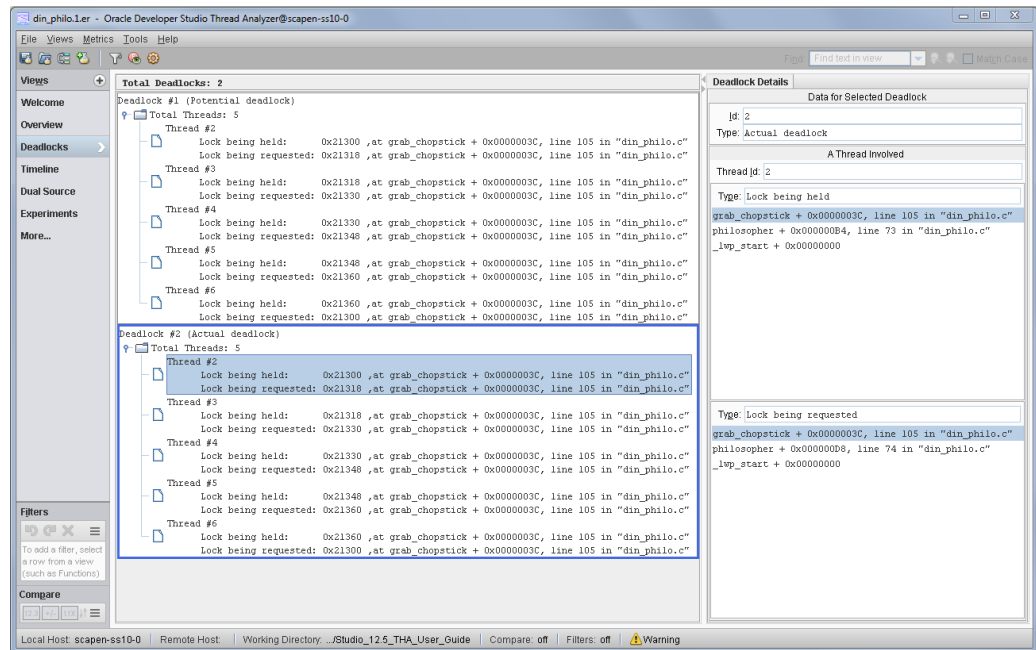 din_philo.1.er - Oracle Developer Studio Thread Analyzer@scapen-ss10-0
File Views Metrics Tools Help
Find: Find text in view Match Case
Views
Welcome
Overview
Deadlocks
Timeline
Dual Source
Experiments
More...
Total Deadlocks: 2
Deadlock #1 (Potential deadlock)
Total Threads: 5
Thread #2
Lock being held: 0x21300 ,at grab_chopstick + 0x0000003C, line 105 in "din_philo.c"
Lock being requested: 0x21318 ,at grab_chopstick + 0x0000003C, line 105 in "din_philo.c"
Thread #3
Lock being held: 0x21318 ,at grab_chopstick + 0x0000003C, line 105 in "din_philo.c"
Lock being requested: 0x21330 ,at grab_chopstick + 0x0000003C, line 105 in "din_philo.c"
Thread #4
Lock being held: 0x21330 ,at grab_chopstick + 0x0000003C, line 105 in "din_philo.c"
Lock being requested: 0x21348 ,at grab_chopstick + 0x0000003C, line 105 in "din_philo.c"
Thread #5
Lock being held: 0x21348 ,at grab_chopstick + 0x0000003C, line 105 in "din_philo.c"
Lock being requested: 0x21360 ,at grab_chopstick + 0x0000003C, line 105 in "din_philo.c"
Thread #6
Lock being held: 0x21360 ,at grab_chopstick + 0x0000003C, line 105 in "din_philo.c"
Lock being requested: 0x21300 ,at grab_chopstick + 0x0000003C, line 105 in "din_philo.c"
Deadlock #2 (Actual deadlock)
Total Threads: 5
Thread #2
Lock being held: 0x21300 ,at grab_chopstick + 0x0000003C, line 105 in "din_philo.c"
Lock being requested: 0x21318 ,at grab_chopstick + 0x0000003C, line 105 in "din_philo.c"
Thread #3
Lock being held: 0x21318 ,at grab_chopstick + 0x0000003C, line 105 in "din_philo.c"
Lock being requested: 0x21330 ,at grab_chopstick + 0x0000003C, line 105 in "din_philo.c"
Thread #4
Lock being held: 0x21330 ,at grab_chopstick + 0x0000003C, line 105 in "din_philo.c"
Lock being requested: 0x21348 ,at grab_chopstick + 0x0000003C, line 105 in "din_philo.c"
Thread #5
Lock being held: 0x21348 ,at grab_chopstick + 0x0000003C, line 105 in "din_philo.c"
Lock being requested: 0x21360 ,at grab_chopstick + 0x0000003C, line 105 in "din_philo.c"
Thread #6
Lock being held: 0x21360 ,at grab_chopstick + 0x0000003C, line 105 in "din_philo.c"
Lock being requested: 0x21300 ,at grab_chopstick + 0x0000003C, line 105 in "din_philo.c"
Deadlock Details
Data for Selected Deadlock
Id: 2
Type: Actual deadlock
A Thread Involved
Thread Id: 2
Type: Lock being held
grab_chopstick + 0x0000003C, line 105 in "din_philo.c"
philosopher + 0x000000B4, line 73 in "din_philo.c"
_lwp_start + 0x00000000
Type: Lock being requested
grab_chopstick + 0x0000003C, line 105 in "din_philo.c"
philosopher + 0x000000D8, line 74 in "din_philo.c"
_lwp_start + 0x00000000
Filters
To add a filter, select
a row from a view
(such as Functions)
Compare
Local Host: scapen-ss10-0 Remote Host: Working Directory: .../Studio_12.5_THA_User_Guide Compare: off Filters: off Warning